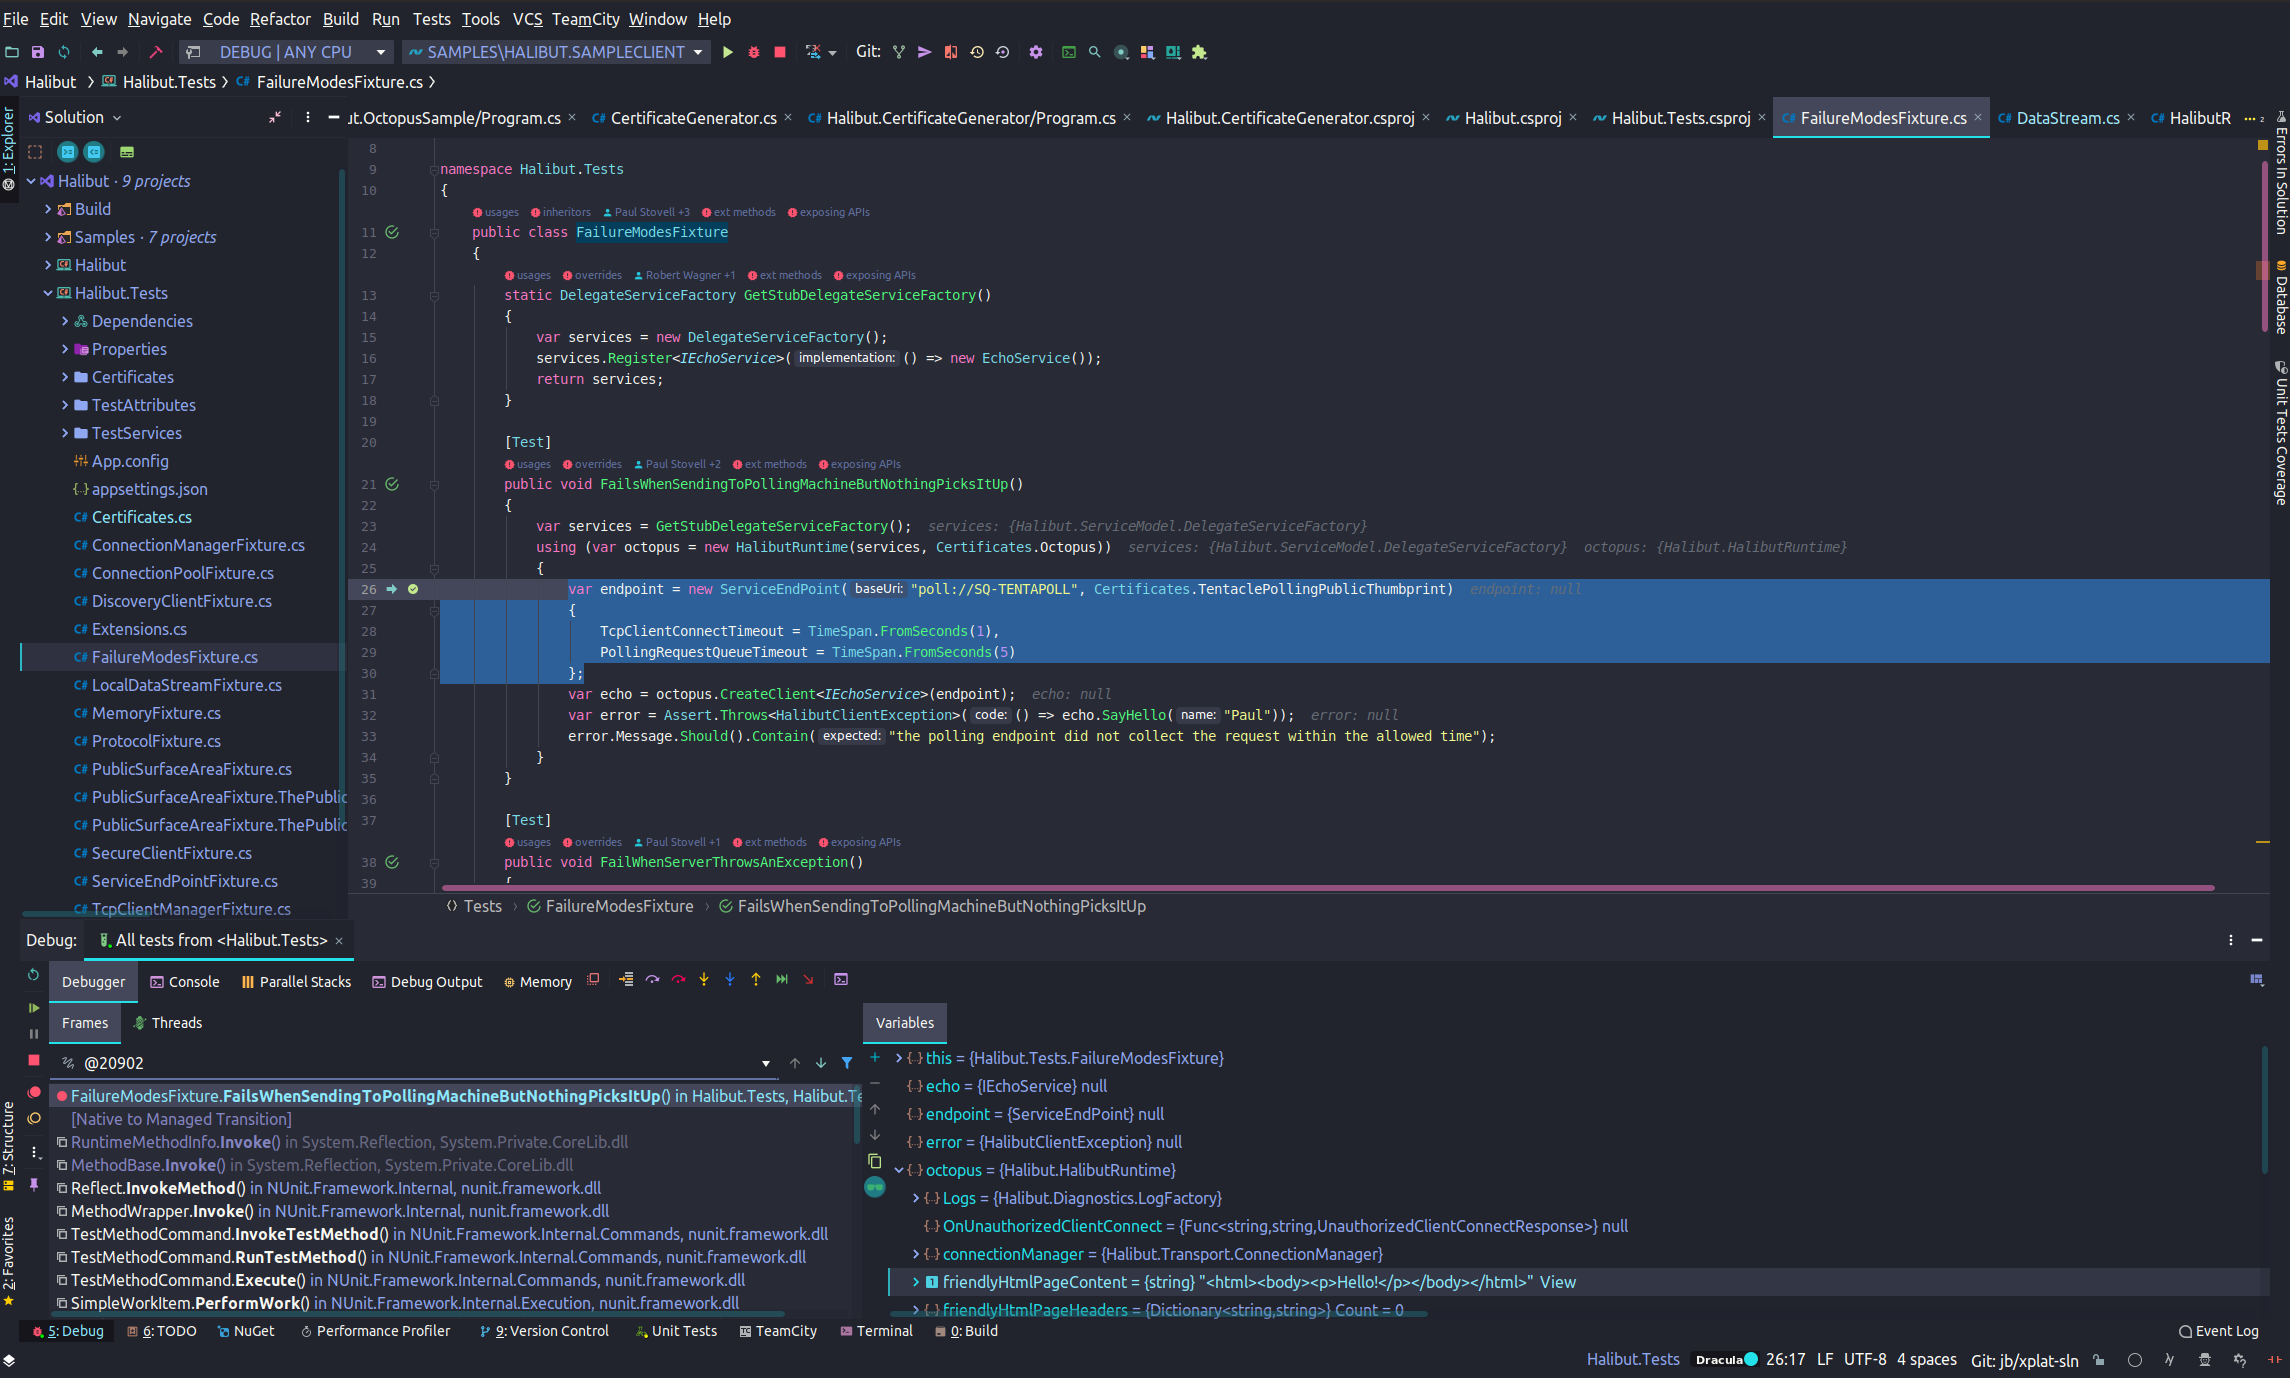 File Edit View Navigate Code Refactor Build Run Tests Tools VCS TeamCity Window Help
DEBUG | ANY CPU SAMPLES\HALIBUT.SAMPLECLIENT Git:
Halibut Halibut.Tests C# FailureModesFixture.cs
Solution
ut.OctopusSample/Program.cs C# CertificateGenerator.cs C# Halibut.CertificateGenerator/Program.cs Halibut.CertificateGenerator.csproj Halibut.csproj Halibut.Tests.csproj C# FailureModesFixture.cs C# DataStream.cs C# HalibutR 2
1: Explorer
Halibut · 9 projects
Build
Samples · 7 projects
Halibut
Halibut.Tests
Dependencies
Properties
Certificates
TestAttributes
TestServices
App.config
appsettings.json
C# Certificates.cs
C# ConnectionManagerFixture.cs
C# ConnectionPoolFixture.cs
C# DiscoveryClientFixture.cs
C# Extensions.cs
C# FailureModesFixture.cs
C# LocalDataStreamFixture.cs
C# MemoryFixture.cs
C# ProtocolFixture.cs
C# PublicSurfaceAreaFixture.cs
C# PublicSurfaceAreaFixture.ThePublic
C# PublicSurfaceAreaFixture.ThePublic
C# SecureClientFixture.cs
C# ServiceEndPointFixture.cs
C# TcpClientManagerFixture.cs
8
9 namespace Halibut.Tests
10 {
usages inheritors Paul Stovell +3 ext methods exposing APIs
11 public class FailureModesFixture
12 {
usages overrides Robert Wagner +1 ext methods exposing APIs
13 static DelegateServiceFactory GetStubDelegateServiceFactory()
14 {
15 var services = new DelegateServiceFactory();
16 services.Register<IEchoService>( implementation: () => new EchoService());
17 return services;
18 }
19
20 [Test]
usages overrides Paul Stovell +2 ext methods exposing APIs
21 public void FailsWhenSendingToPollingMachineButNothingPicksItUp()
22 {
23 var services = GetStubDelegateServiceFactory(); services: {Halibut.ServiceModel.DelegateServiceFactory}
24 using (var octopus = new HalibutRuntime(services, Certificates.Octopus)) services: {Halibut.ServiceModel.DelegateServiceFactory} octopus: {Halibut.HalibutRuntime}
25 {
26 var endpoint = new ServiceEndPoint( baseUri: "poll://SQ-TENTAPOLL", Certificates.TentaclePollingPublicThumbprint) endpoint: null
27 {
28 TcpClientConnectTimeout = TimeSpan.FromSeconds(1),
29 PollingRequestQueueTimeout = TimeSpan.FromSeconds(5)
30 };
31 var echo = octopus.CreateClient<IEchoService>(endpoint); echo: null
32 var error = Assert.Throws<HalibutClientException>( code: () => echo.SayHello( name: "Paul")); error: null
33 error.Message.Should().Contain( expected: "the polling endpoint did not collect the request within the allowed time");
34 }
35 }
36
37 [Test]
usages overrides Paul Stovell +1 ext methods exposing APIs
38 public void FailWhenServerThrowsAnException()
39 {
Errors In Solution
Database
Unit Tests Coverage
Tests FailureModesFixture FailsWhenSendingToPollingMachineButNothingPicksItUp
Debug: All tests from <Halibut.Tests>
Debugger Console Parallel Stacks Debug Output Memory
Frames Threads
@20902
FailureModesFixture.FailsWhenSendingToPollingMachineButNothingPicksItUp() in Halibut.Tests, Halibut.Te
[Native to Managed Transition]
RuntimeMethodInfo.Invoke() in System.Reflection, System.Private.CoreLib.dll
MethodBase.Invoke() in System.Reflection, System.Private.CoreLib.dll
Reflect.InvokeMethod() in NUnit.Framework.Internal, nunit.framework.dll
MethodWrapper.Invoke() in NUnit.Framework.Internal, nunit.framework.dll
TestMethodCommand.InvokeTestMethod() in NUnit.Framework.Internal.Commands, nunit.framework.dll
TestMethodCommand.RunTestMethod() in NUnit.Framework.Internal.Commands, nunit.framework.dll
TestMethodCommand.Execute() in NUnit.Framework.Internal.Commands, nunit.framework.dll
SimpleWorkItem.PerformWork() in NUnit.Framework.Internal.Execution, nunit.framework.dll
Variables
this = {Halibut.Tests.FailureModesFixture}
echo = {IEchoService} null
endpoint = {ServiceEndPoint} null
error = {HalibutClientException} null
octopus = {Halibut.HalibutRuntime}
Logs = {Halibut.Diagnostics.LogFactory}
OnUnauthorizedClientConnect = {Func<string,string,UnauthorizedClientConnectResponse>} null
connectionManager = {Halibut.Transport.ConnectionManager}
friendlyHtmlPageContent = {string} "<html><body><p>Hello!</p></body></html>" View
friendlyHtmlPageHeaders = {Dictionary<string,string>} Count = 0
7: Structure
2: Favorites
5: Debug 6: TODO NuGet Performance Profiler 9: Version Control Unit Tests TeamCity Terminal 0: Build Event Log
Halibut.Tests Dracula 26:17 LF UTF-8 4 spaces Git: jb/xplat-sln